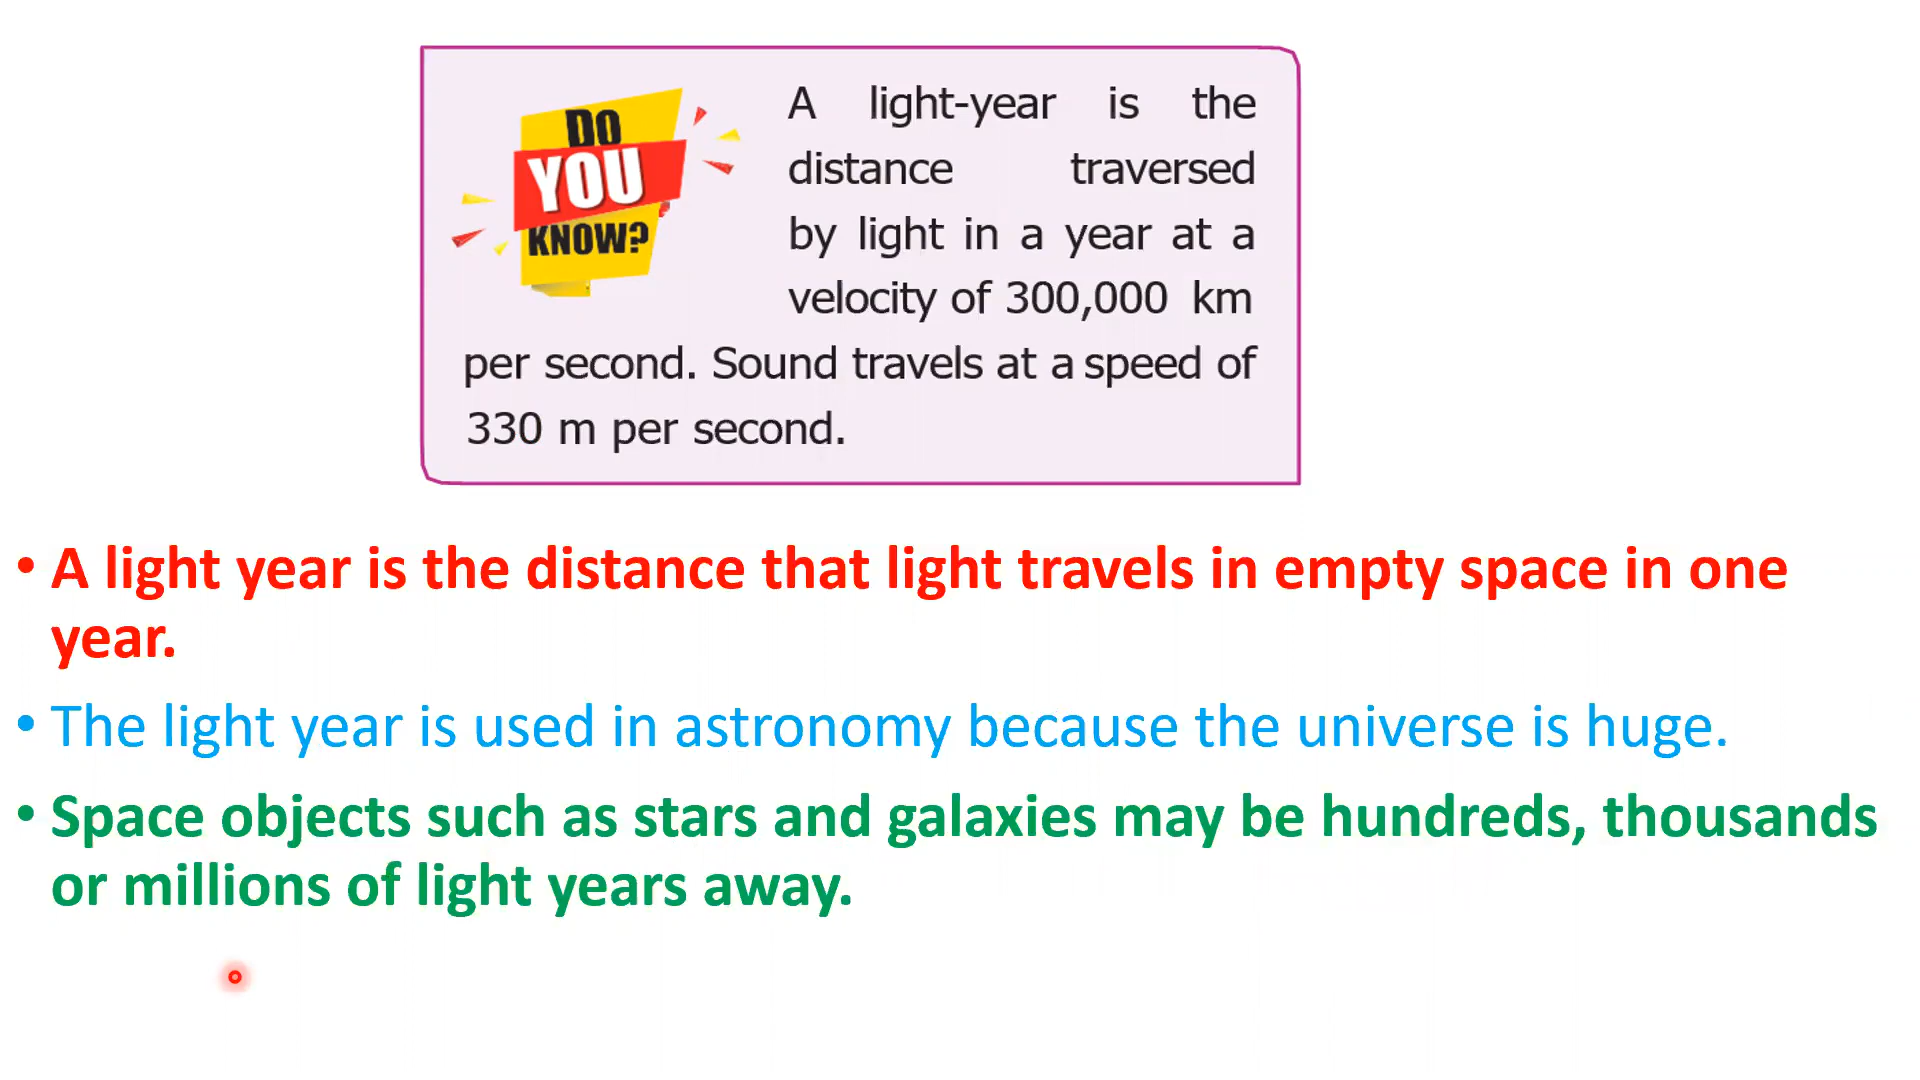 DO
YOU
KNOW?
A light-year is the
distance traversed
by light in a year at a
velocity of 300,000 km
per second. Sound travels at a speed of
330 m per second.
• A light year is the distance that light travels in empty space in one
year.
• The light year is used in astronomy because the universe is huge.
• Space objects such as stars and galaxies may be hundreds, thousands
or millions of light years away.